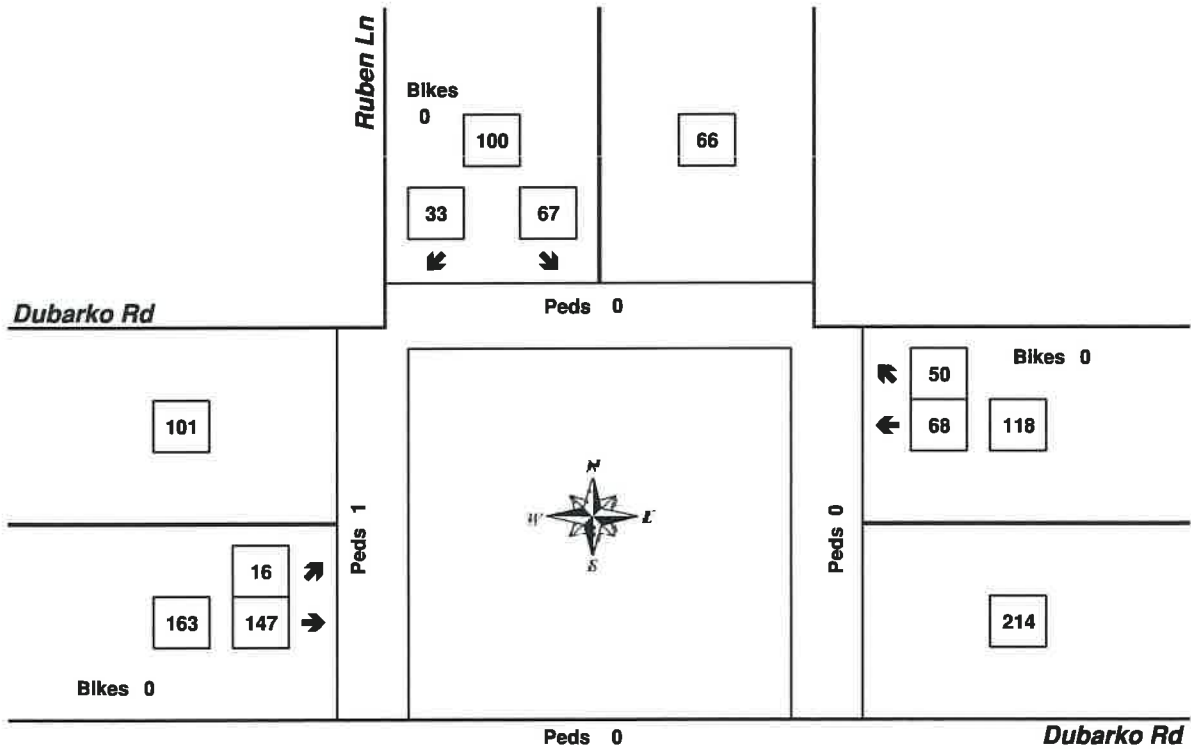 Ruben Ln
Bikes
0
100
66
33
67
Peds 0
Dubarko Rd
Bikes 0
50
101
68
118
N
W
E
S
Peds 1
Peds 0
16
163
147
214
Bikes 0
Peds 0
Dubarko Rd